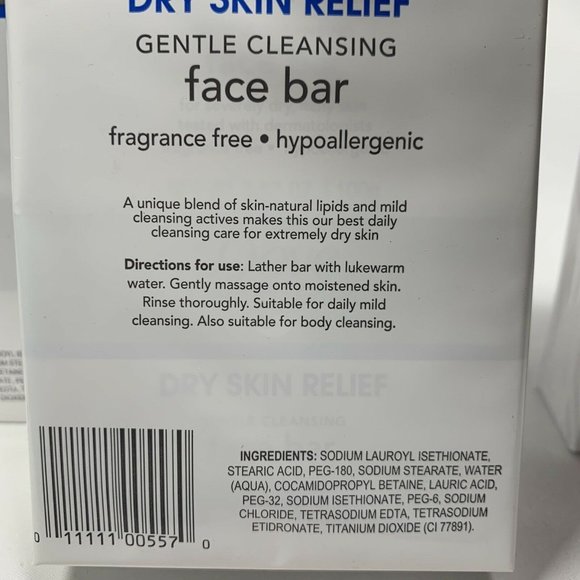 DRY SKIN RELIEF
GENTLE CLEANSING
face bar
fragrance free • hypoallergenic
A unique blend of skin-natural lipids and mild
cleansing actives makes this our best daily
cleansing care for extremely dry skin
Directions for use: Lather bar with lukewarm
water. Gently massage onto moistened skin.
Rinse thoroughly. Suitable for daily mild
cleansing. Also suitable for body cleansing.
DRY SKIN RELIEF
CLEANSING
face bar
INGREDIENTS: SODIUM LAUROYL ISETHIONATE,
STEARIC ACID, PEG-180, SODIUM STEARATE, WATER
(AQUA), COCAMIDOPROPYL BETAINE, LAURIC ACID,
PEG-32, SODIUM ISETHIONATE, PEG-6, SODIUM
CHLORIDE, TETRASODIUM EDTA, TETRASODIUM
ETIDRONATE, TITANIUM DIOXIDE (CI 77891).
0 11111 00557 0